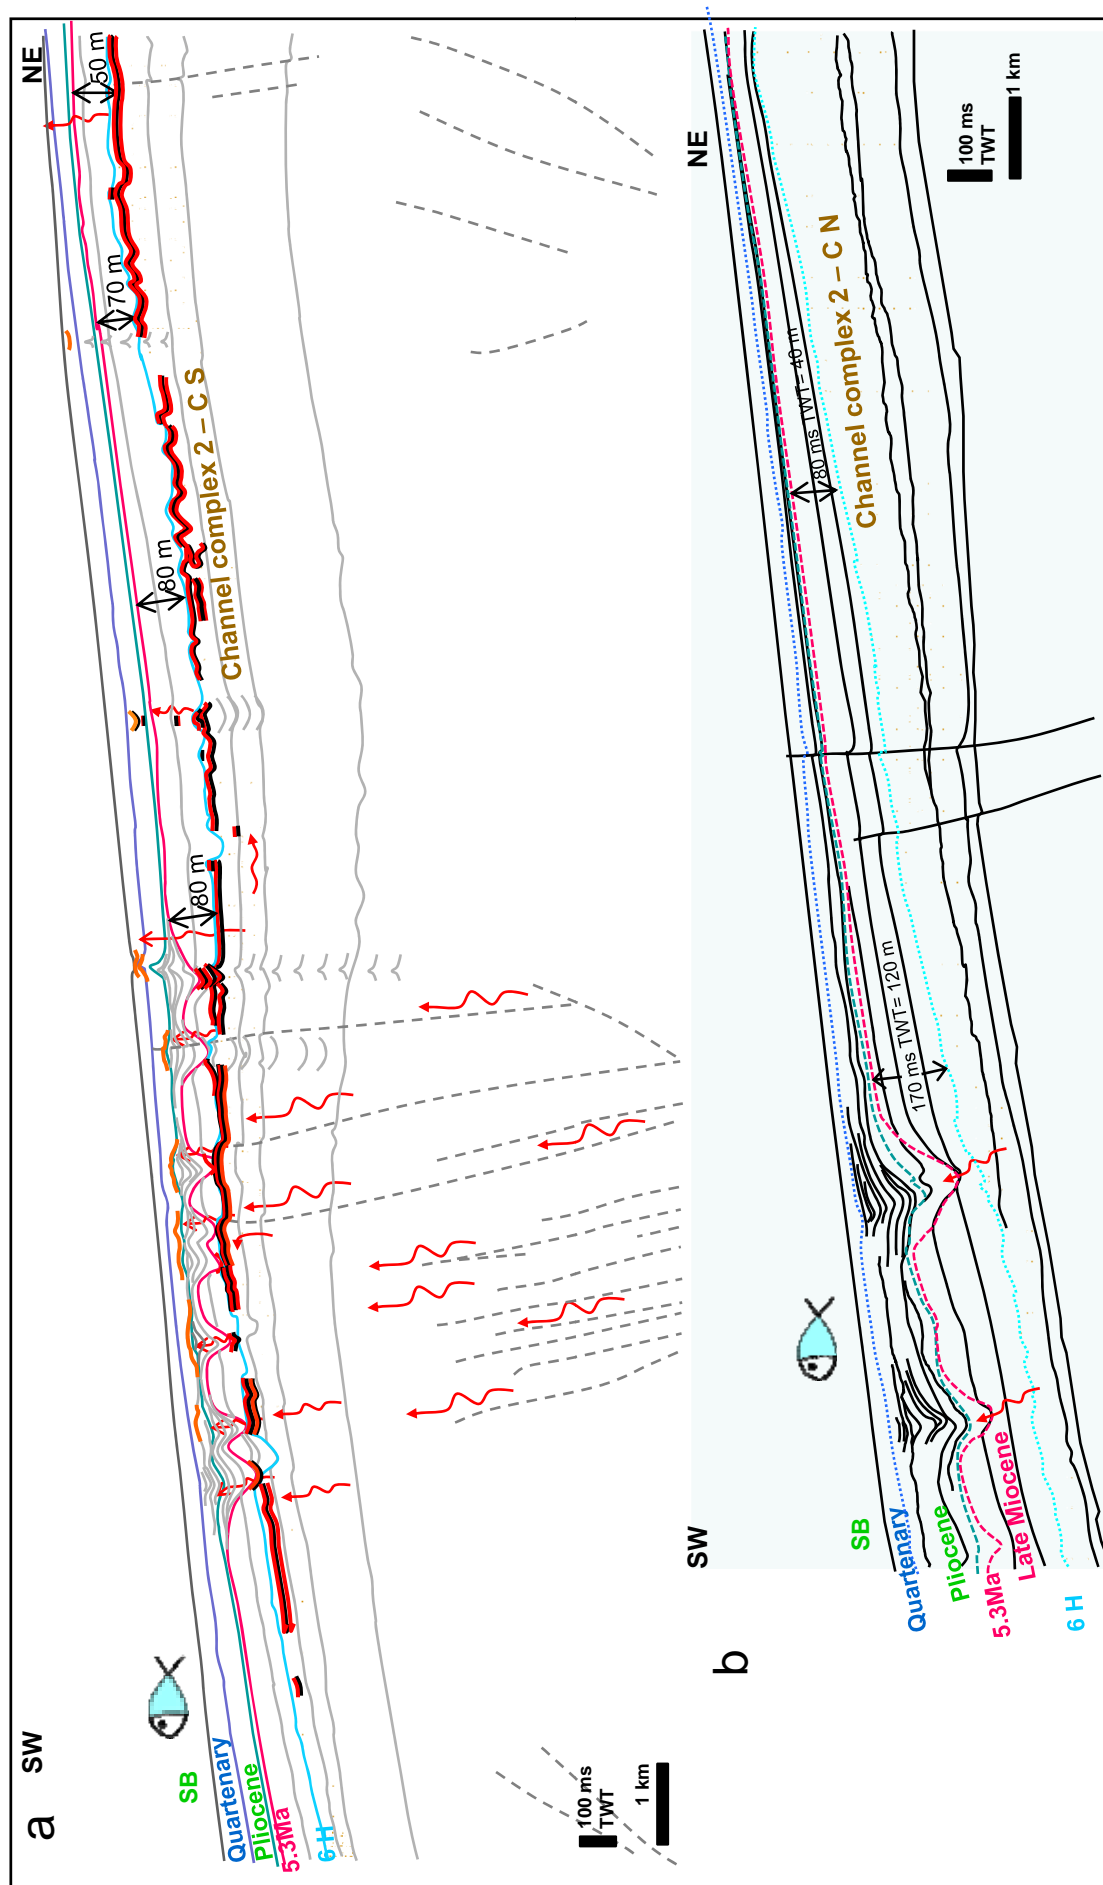 a
SW
NE
50 m
70 m
80 m
80 m
Channel complex 2 – C S
SB
Quartenary
Pliocene
5.3Ma
6 H
100 ms
TWT
1 km
b
SW
NE
80 ms TWT= 40 m
170 ms TWT= 120 m
Channel complex 2 – C N
SB
Quartenary
Pliocene
5.3Ma
Late Miocene
6 H
100 ms
TWT
1 km